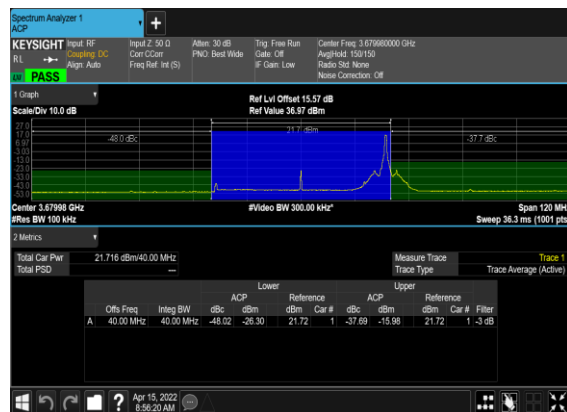 Spectrum Analyzer 1
ACP
KEYSIGHT Input: RF Input Z: 50 Ω Atten: 30 dB Trig: Free Run Center Freq: 3.679980000 GHz
RL Coupling: DC Corr CCorr PNO: Best Wide Gate: Off Avg|Hold: 150/150
Align: Auto Freq Ref: Int (S) IF Gain: Low Radio Std: None
Noise Correction: Off
PASS
1 Graph
Ref Lvl Offset 15.57 dB
Scale/Div 10.0 dB Ref Value 36.97 dBm
27.0
17.0
6.97
-3.03
-13.0
-23.0
-33.0
-43.0
-53.0
-48.0 dBc 21.7 dBm -37.7 dBc
Center 3.67998 GHz #Video BW 300.00 kHz* Span 120 MH
#Res BW 100 kHz Sweep 36.3 ms (1001 pts
2 Metrics
Total Car Pwr 21.716 dBm/40.00 MHz Measure Trace Trace 1
Total PSD --- Trace Type Trace Average (Active)
Lower Upper
ACP Reference ACP Reference
Offs Freq Integ BW dBc dBm dBm Car # dBc dBm dBm Car # Filter
A 40.00 MHz 40.00 MHz -48.02 -26.30 21.72 1 -37.69 -15.98 21.72 1 -3 dB
?
Apr 15, 2022
8:56:20 AM